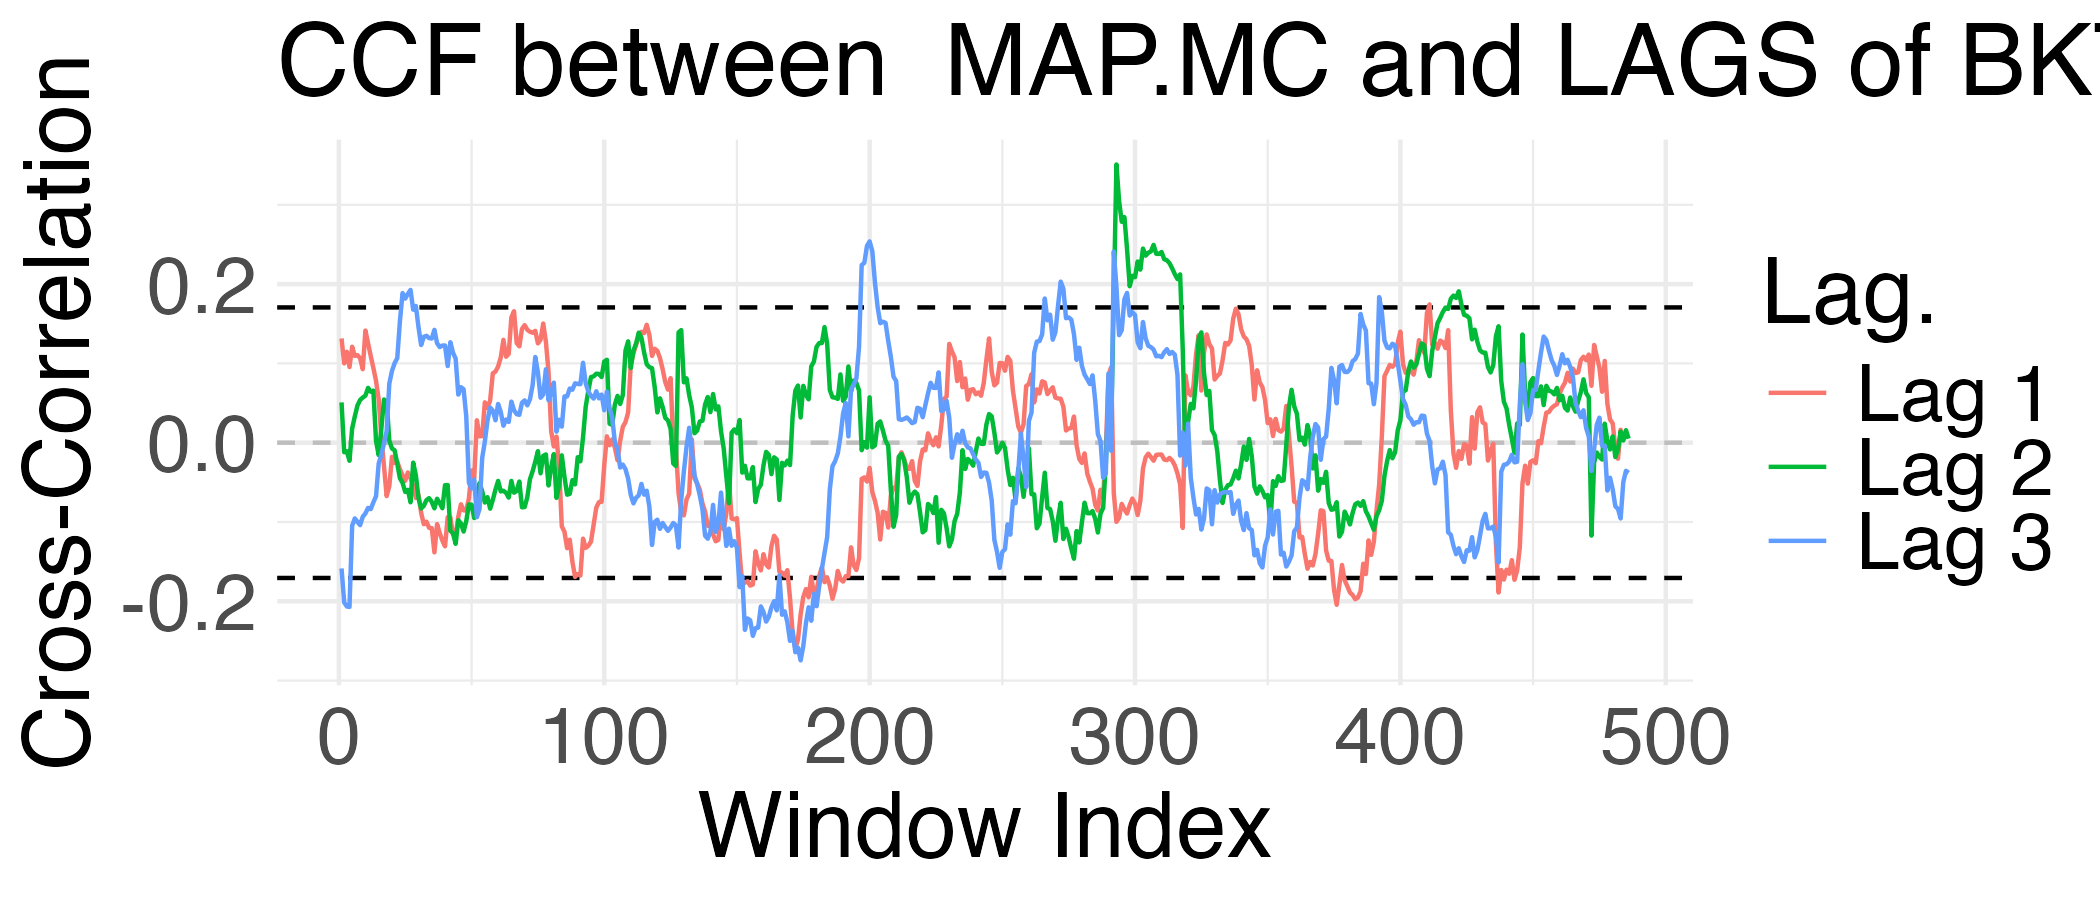 CCF between MAP.MC and LAGS of BKT
Cross-Correlation
0.2
0.0
-0.2
0 100 200 300 400 500
Window Index
Lag.
Lag 1
Lag 2
Lag 3